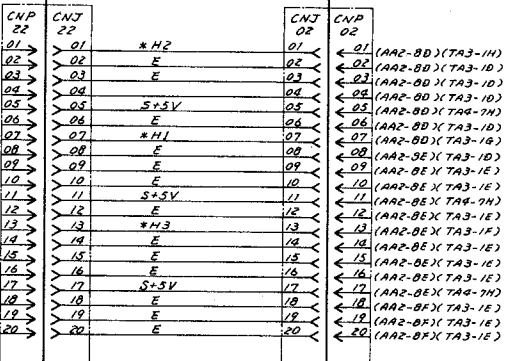 CNP 22 CNJ 22 CNJ 02 CNP 02
01 01 *H2 01 01 (AA2-8D)(TA3-1H)
02 02 E 02 02 (AA2-8D)(TA3-1D)
03 03 E 03 03 (AA2-8D)(TA3-1D)
04 04 04 04 (AA2-8D)(TA3-1D)
05 05 S+5V 05 05 (AA2-8D)(TA4-7H)
06 06 E 06 06 (AA2-8D)(TA3-1D)
07 07 *H1 07 07 (AA2-8D)(TA3-1G)
08 08 E 08 08 (AA2-8E)(TA3-1D)
09 09 E 09 09 (AA2-8E)(TA3-1E)
10 10 E 10 10 (AA2-8E)(TA3-1E)
11 11 S+5V 11 11 (AA2-8E)(TA4-7H)
12 12 E 12 12 (AA2-8E)(TA3-1E)
13 13 *H3 13 13 (AA2-8E)(TA3-1F)
14 14 E 14 14 (AA2-8E)(TA3-1E)
15 15 E 15 15 (AA2-8E)(TA3-1E)
16 16 E 16 16 (AA2-8E)(TA3-1E)
17 17 S+5V 17 17 (AA2-8E)(TA4-7H)
18 18 E 18 18 (AA2-8F)(TA3-1E)
19 19 E 19 19 (AA2-8F)(TA3-1E)
20 20 E 20 20 (AA2-8F)(TA3-1E)